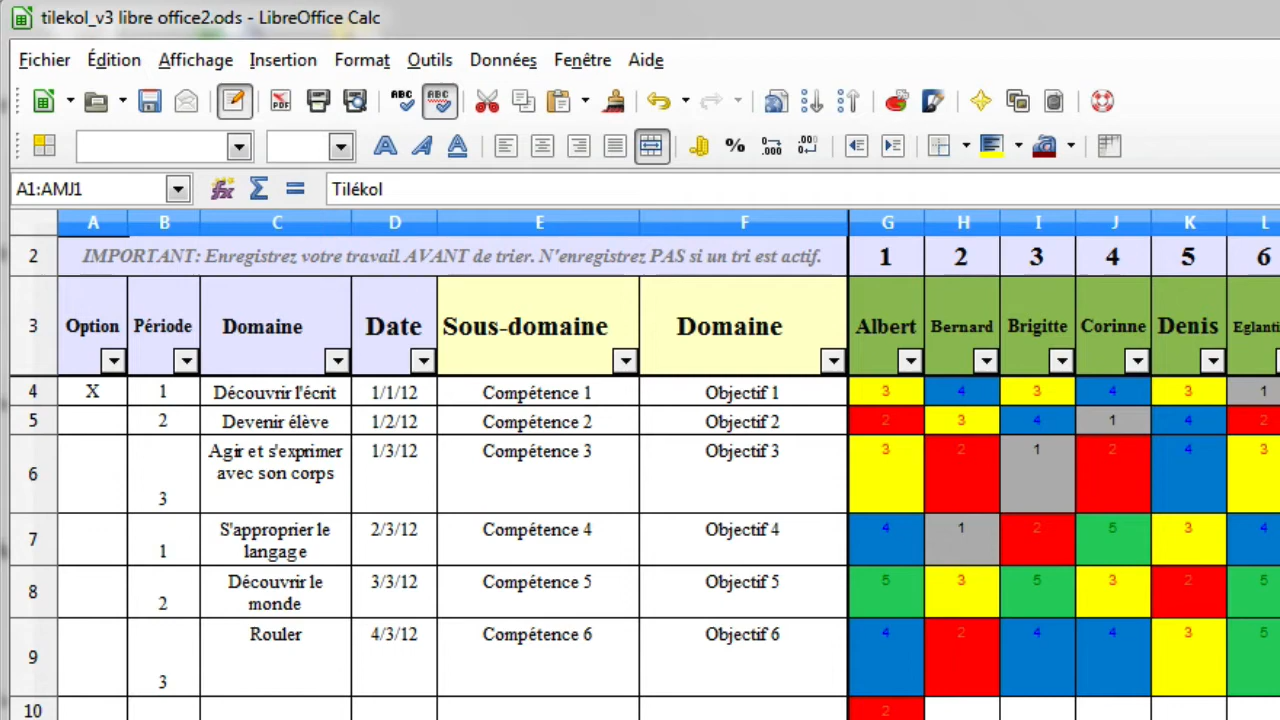 tilekol_v3 libre office2.ods - LibreOffice Calc
Fichier Édition Affichage Insertion Format Outils Données Fenêtre Aide
A1:AMJ1 Tilékol
A B C D E F G H I J K L
2 IMPORTANT: Enregistrez votre travail AVANT de trier. N'enregistrez PAS si un tri est actif. 1 2 3 4 5 6
3 Option Période Domaine Date Sous-domaine Domaine Albert Bernard Brigitte Corinne Denis Eglanti
4 X 1 Découvrir l'écrit 1/1/12 Compétence 1 Objectif 1 3 4 3 4 3 1
5 2 Devenir élève 1/2/12 Compétence 2 Objectif 2 2 3 4 1 4 2
6 3 Agir et s'exprimer 1/3/12 Compétence 3 Objectif 3 3 2 1 2 4 3
avec son corps
7 1 S'approprier le 2/3/12 Compétence 4 Objectif 4 4 1 2 5 3 4
langage
8 2 Découvrir le 3/3/12 Compétence 5 Objectif 5 5 3 5 3 2 5
monde
9 3 Rouler 4/3/12 Compétence 6 Objectif 6 4 2 4 4 3 5
10 2